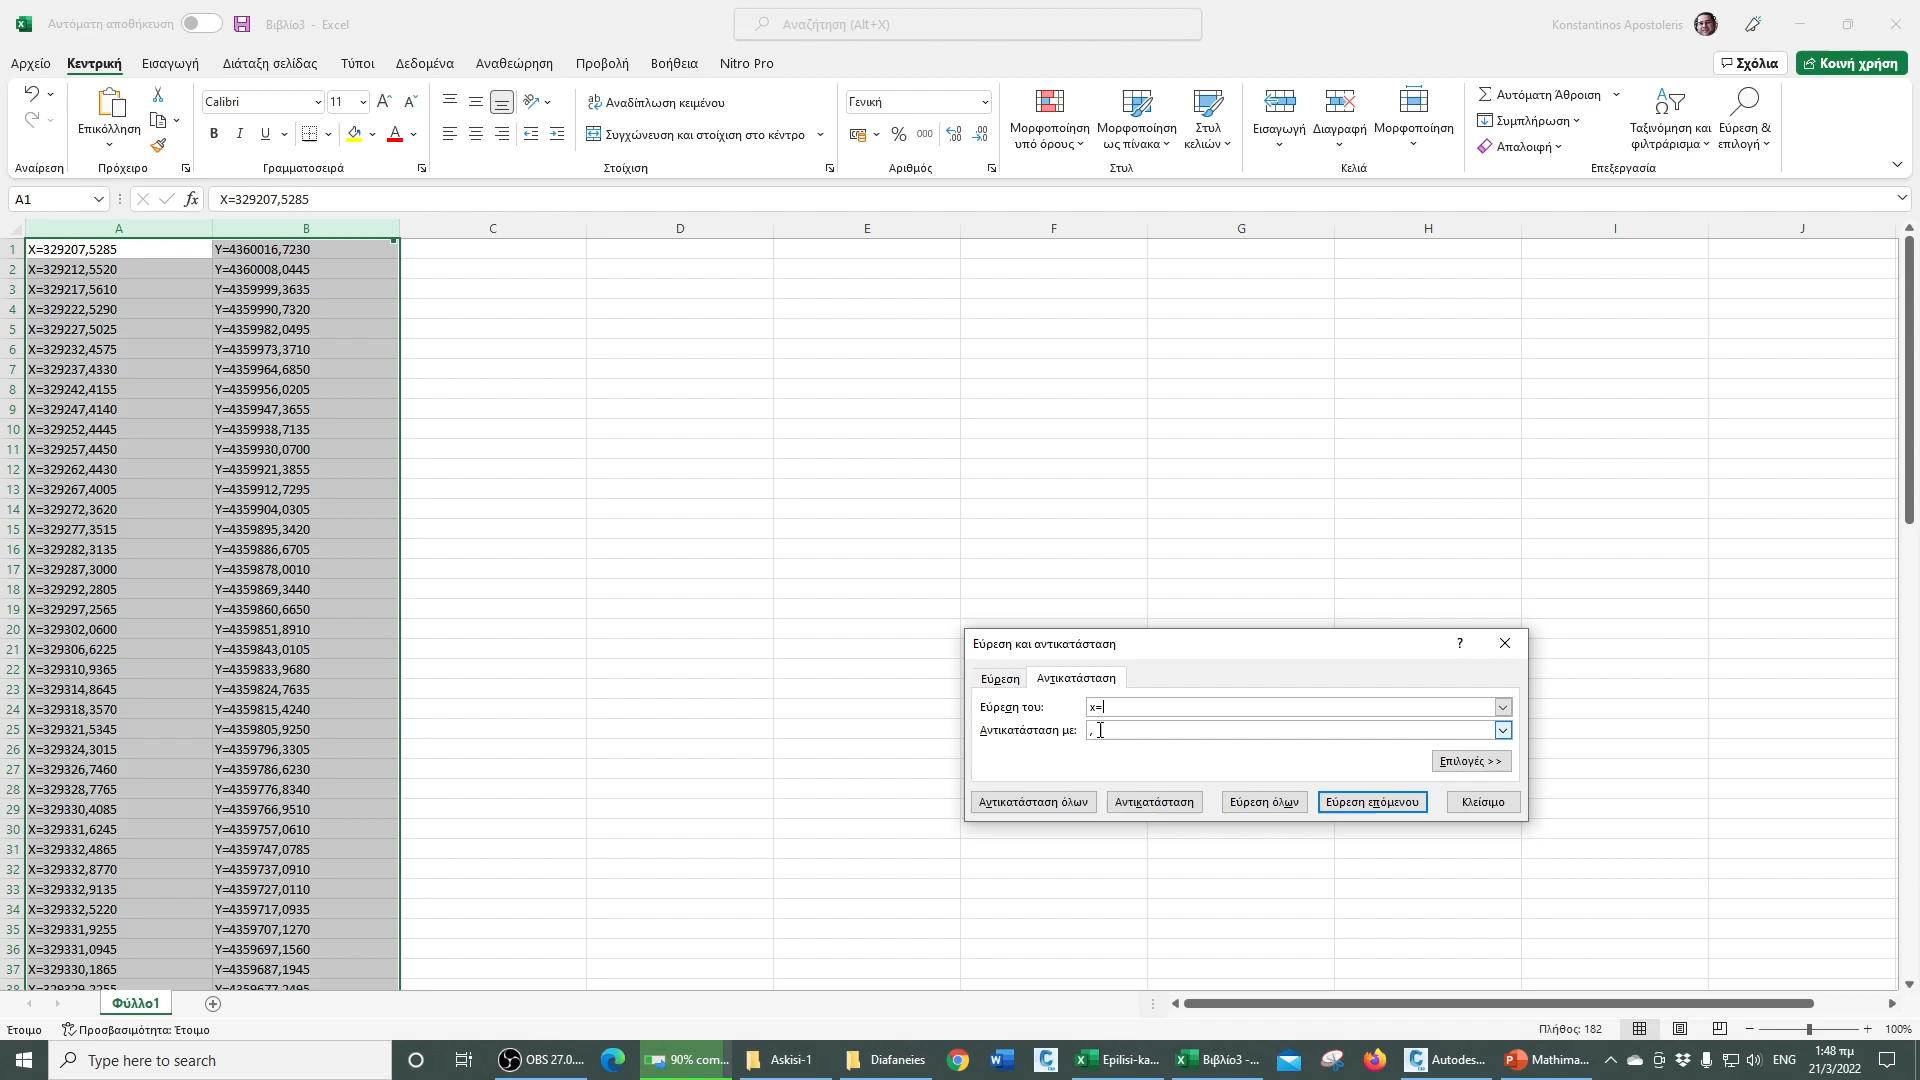 Αυτόματη αποθήκευση Βιβλίο3 - Excel
Αναζήτηση (Alt+X)
Konstantinos Apostoleris
Αρχείο Κεντρική Εισαγωγή Διάταξη σελίδας Τύποι Δεδομένα Αναθεώρηση Προβολή Βοήθεια Nitro Pro
Σχόλια Κοινή χρήση
Επικόλληση
Calibri 11
Αναδίπλωση κειμένου
Συγχώνευση και στοίχιση στο κέντρο
Γενική
Μορφοποίηση υπό όρους
Μορφοποίηση ως πίνακα
Στυλ κελιών
Εισαγωγή Διαγραφή Μορφοποίηση
Αυτόματη Άθροιση
Συμπλήρωση
Απαλοιφή
Ταξινόμηση και φιλτράρισμα
Εύρεση & επιλογή
Αναίρεση Πρόχειρο Γραμματοσειρά Στοίχιση Αριθμός Στυλ Κελιά Επεξεργασία
A1 fx X=329207,5285
A B C D E F G H I J
1 X=329207,5285 Y=4360016,7230
2 X=329212,5520 Y=4360008,0445
3 X=329217,5610 Y=4359999,3635
4 X=329222,5290 Y=4359990,7320
5 X=329227,5025 Y=4359982,0495
6 X=329232,4575 Y=4359973,3710
7 X=329237,4330 Y=4359964,6850
8 X=329242,4155 Y=4359956,0205
9 X=329247,4140 Y=4359947,3655
10 X=329252,4445 Y=4359938,7135
11 X=329257,4450 Y=4359930,0700
12 X=329262,4430 Y=4359921,3855
13 X=329267,4005 Y=4359912,7295
14 X=329272,3620 Y=4359904,0305
15 X=329277,3515 Y=4359895,3420
16 X=329282,3135 Y=4359886,6705
17 X=329287,3000 Y=4359878,0010
18 X=329292,2805 Y=4359869,3440
19 X=329297,2565 Y=4359860,6650
20 X=329302,0600 Y=4359851,8910
21 X=329306,6225 Y=4359843,0105
22 X=329310,9365 Y=4359833,9680
23 X=329314,8645 Y=4359824,7635
24 X=329318,3570 Y=4359815,4240
25 X=329321,5345 Y=4359805,9250
26 X=329324,3015 Y=4359796,3305
27 X=329326,7460 Y=4359786,6230
28 X=329328,7765 Y=4359776,8340
29 X=329330,4085 Y=4359766,9510
30 X=329331,6245 Y=4359757,0610
31 X=329332,4865 Y=4359747,0785
32 X=329332,8770 Y=4359737,0910
33 X=329332,9135 Y=4359727,0110
34 X=329332,5220 Y=4359717,0935
35 X=329331,9255 Y=4359707,1270
36 X=329331,0945 Y=4359697,1560
37 X=329330,1865 Y=4359687,1945
38 X=329329,2255 Y=4359677,2495
Εύρεση και αντικατάσταση
Εύρεση Αντικατάσταση
Εύρεση του: x=
Αντικατάσταση με: ,
Επιλογές >>
Αντικατάσταση όλων Αντικατάσταση Εύρεση όλων Εύρεση επόμενου Κλείσιμο
Φύλλο1
Έτοιμο Προσβασιμότητα: Έτοιμο Πλήθος: 182 100%
Type here to search
OBS 27.0.... 90% com... Askisi-1 Diafaneies Epilisi-ka... Βιβλίο3 -... Autodes... Mathima... ENG
1:48 πμ
21/3/2022